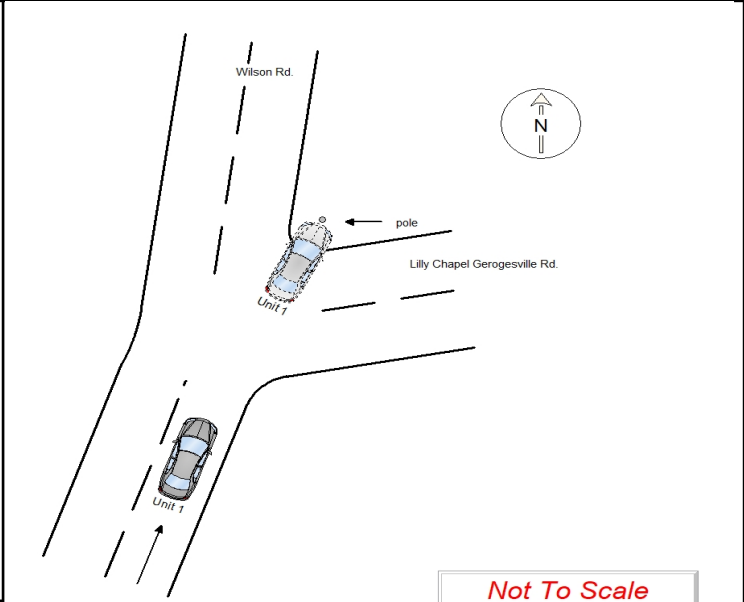 Wilson Rd.
N
pole
Lilly Chapel Gerogesville Rd.
Unit 1
Unit 1
Not To Scale